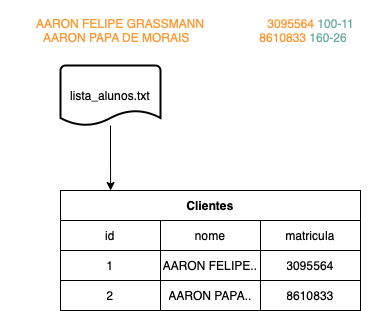 AARON FELIPE GRASSMANN 3095564 100-11
AARON PAPA DE MORAIS 8610833 160-26
lista_alunos.txt
Clientes
id nome matricula
1 AARON FELIPE.. 3095564
2 AARON PAPA.. 8610833